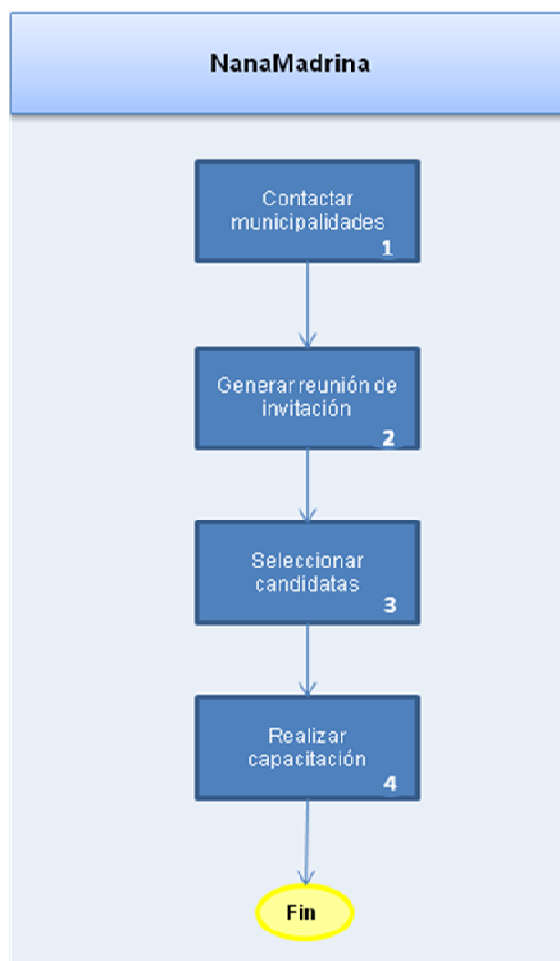 NanaMadrina
Contactar
municipalidades
1
Generar reunión de
invitación
2
Seleccionar
candidatas
3
Realizar
capacitación
4
Fin